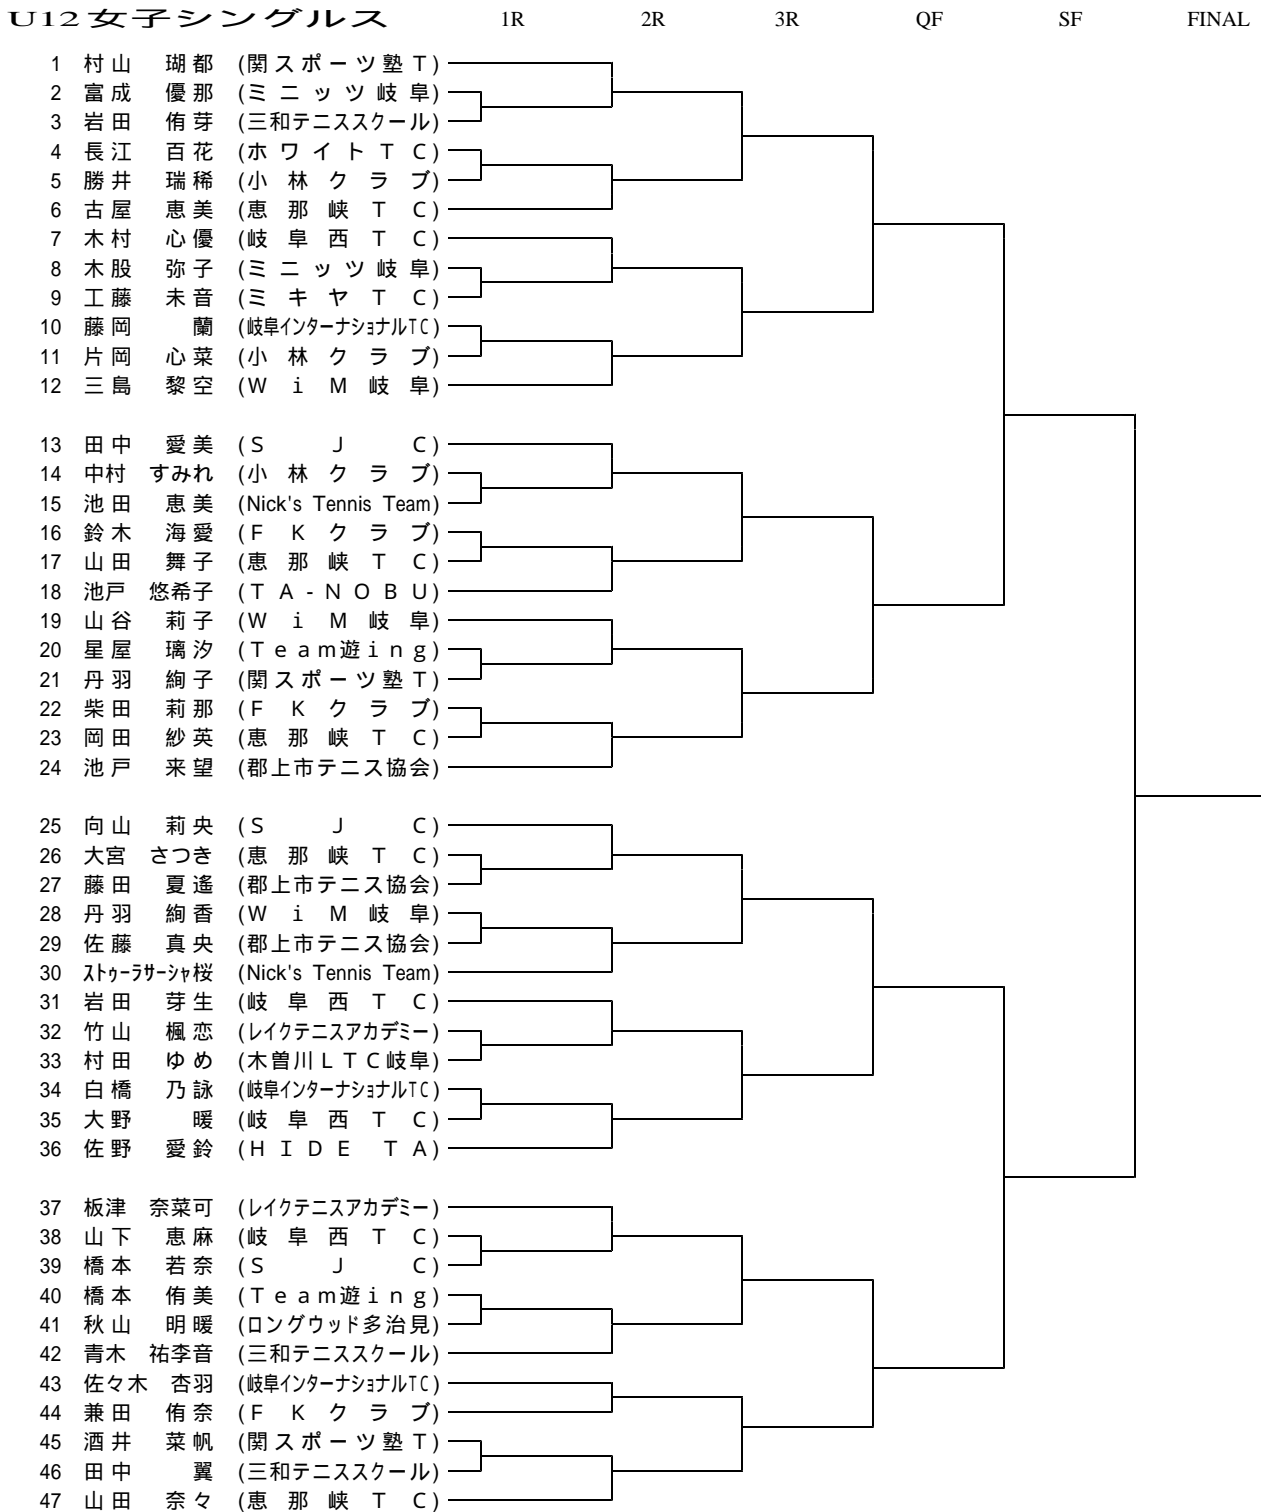 U12女子シングルス 1R 2R 3R QF SF FINAL
1 村山 瑚都 (関スポーツ塾T)
2 富成 優那 (ミニッツ岐阜)
3 岩田 侑芽 (三和テニススクール)
4 長江 百花 (ホワイトTC)
5 勝井 瑞稀 (小林クラブ)
6 古屋 恵美 (恵那峡TC)
7 木村 心優 (岐阜西TC)
8 木股 弥子 (ミニッツ岐阜)
9 工藤 未音 (ミキヤTC)
10 藤岡 蘭 (岐阜インターナショナルTC)
11 片岡 心菜 (小林クラブ)
12 三島 黎空 (WiM岐阜)
13 田中 愛美 (SJC)
14 中村 すみれ (小林クラブ)
15 池田 恵美 (Nick's Tennis Team)
16 鈴木 海愛 (FKクラブ)
17 山田 舞子 (恵那峡TC)
18 池戸 悠希子 (TA-NOBU)
19 山谷 莉子 (WiM岐阜)
20 星屋 璃汐 (Team遊ing)
21 丹羽 絢子 (関スポーツ塾T)
22 柴田 莉那 (FKクラブ)
23 岡田 紗英 (恵那峡TC)
24 池戸 来望 (郡上市テニス協会)
25 向山 莉央 (SJC)
26 大宮 さつき (恵那峡TC)
27 藤田 夏遙 (郡上市テニス協会)
28 丹羽 絢香 (WiM岐阜)
29 佐藤 真央 (郡上市テニス協会)
30 ストゥーラサーシャ桜 (Nick's Tennis Team)
31 岩田 芽生 (岐阜西TC)
32 竹山 楓恋 (レイクテニスアカデミー)
33 村田 ゆめ (木曽川LTC岐阜)
34 白橋 乃詠 (岐阜インターナショナルTC)
35 大野 暖 (岐阜西TC)
36 佐野 愛鈴 (HIDE TA)
37 板津 奈菜可 (レイクテニスアカデミー)
38 山下 恵麻 (岐阜西TC)
39 橋本 若奈 (SJC)
40 橋本 侑美 (Team遊ing)
41 秋山 明暖 (ロングウッド多治見)
42 青木 祐李音 (三和テニススクール)
43 佐々木 杏羽 (岐阜インターナショナルTC)
44 兼田 侑奈 (FKクラブ)
45 酒井 菜帆 (関スポーツ塾T)
46 田中 翼 (三和テニススクール)
47 山田 奈々 (恵那峡TC)